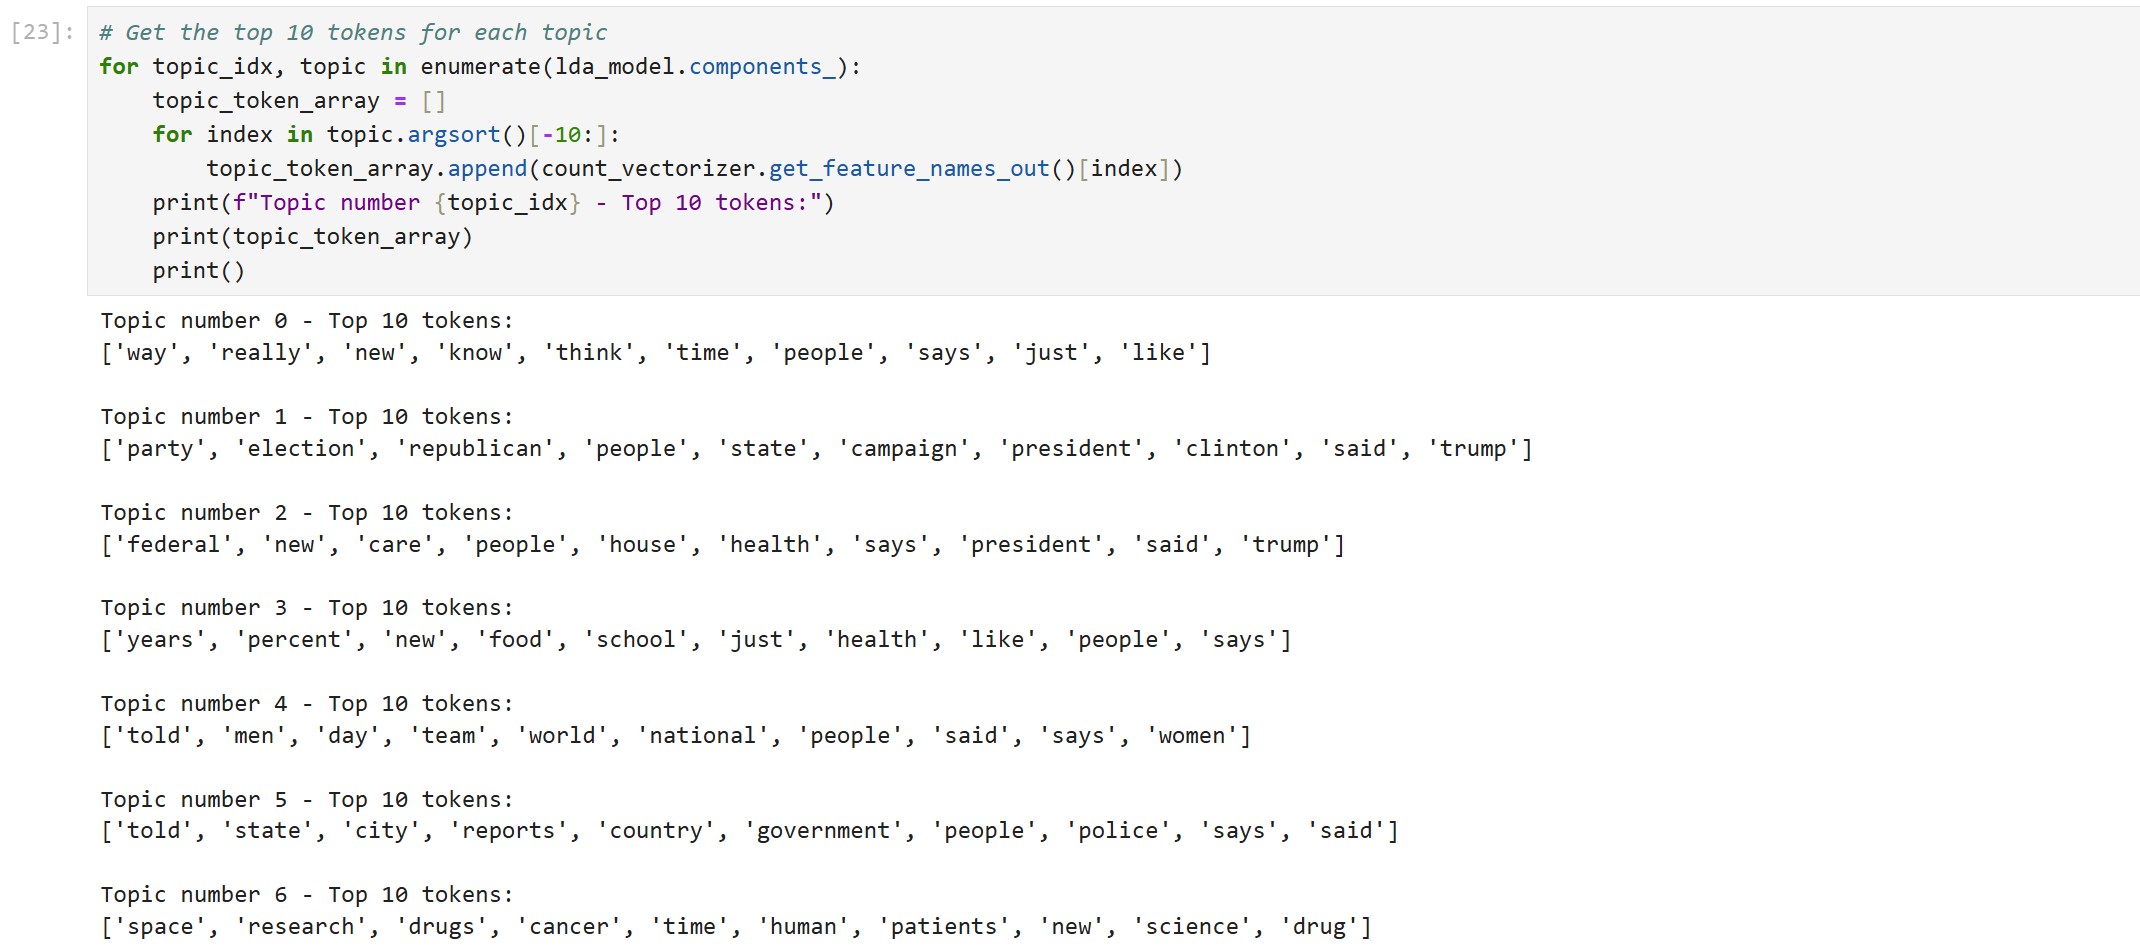 [23]:
# Get the top 10 tokens for each topic
for topic_idx, topic in enumerate(lda_model.components_):
    topic_token_array = []
    for index in topic.argsort()[-10:]:
        topic_token_array.append(count_vectorizer.get_feature_names_out()[index])
    print(f"Topic number {topic_idx} - Top 10 tokens:")
    print(topic_token_array)
    print()
Topic number 0 - Top 10 tokens:
['way', 'really', 'new', 'know', 'think', 'time', 'people', 'says', 'just', 'like']
Topic number 1 - Top 10 tokens:
['party', 'election', 'republican', 'people', 'state', 'campaign', 'president', 'clinton', 'said', 'trump']
Topic number 2 - Top 10 tokens:
['federal', 'new', 'care', 'people', 'house', 'health', 'says', 'president', 'said', 'trump']
Topic number 3 - Top 10 tokens:
['years', 'percent', 'new', 'food', 'school', 'just', 'health', 'like', 'people', 'says']
Topic number 4 - Top 10 tokens:
['told', 'men', 'day', 'team', 'world', 'national', 'people', 'said', 'says', 'women']
Topic number 5 - Top 10 tokens:
['told', 'state', 'city', 'reports', 'country', 'government', 'people', 'police', 'says', 'said']
Topic number 6 - Top 10 tokens:
['space', 'research', 'drugs', 'cancer', 'time', 'human', 'patients', 'new', 'science', 'drug']